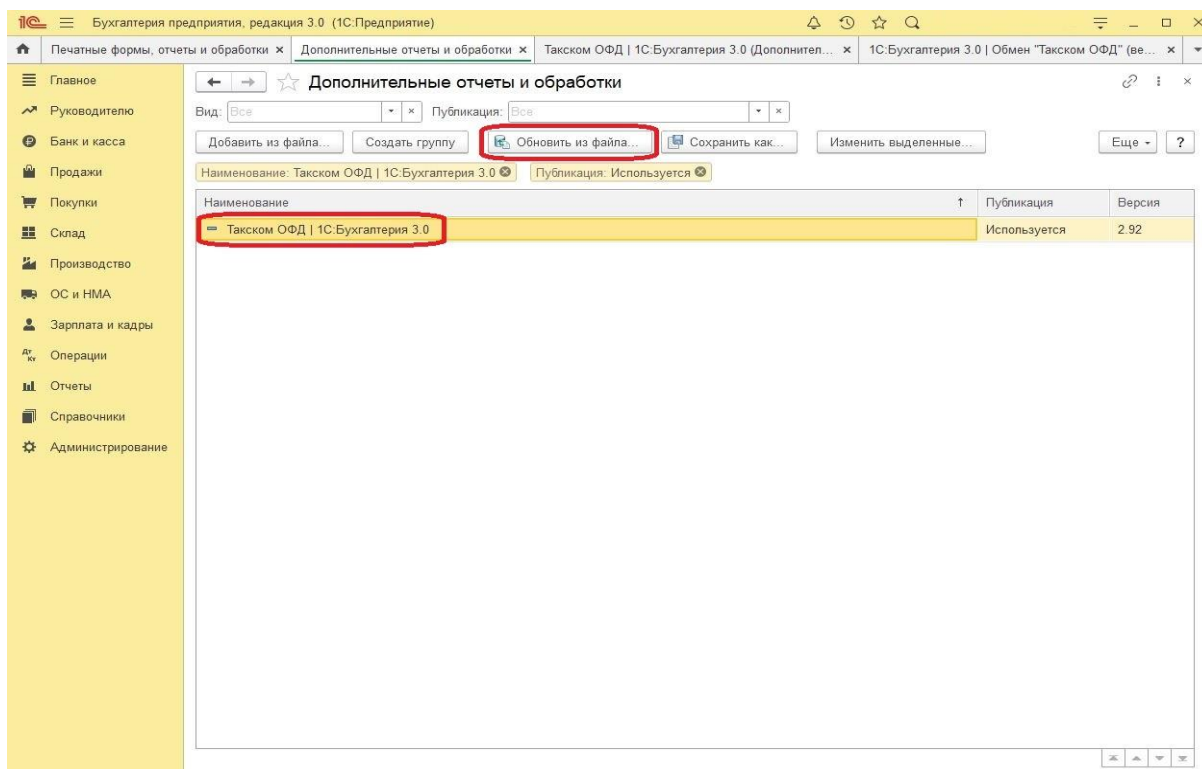 1С Бухгалтерия предприятия, редакция 3.0 (1С:Предприятие)
Печатные формы, отчеты и обработки × Дополнительные отчеты и обработки × Такском ОФД | 1С:Бухгалтерия 3.0 (Дополнител... × 1С:Бухгалтерия 3.0 | Обмен "Такском ОФД" (ве... ×
Главное
Руководителю
Банк и касса
Продажи
Покупки
Склад
Производство
ОС и НМА
Зарплата и кадры
Дт Кт Операции
Отчеты
Справочники
Администрирование
Дополнительные отчеты и обработки
Вид: Все Публикация: Все
Добавить из файла... Создать группу Обновить из файла... Сохранить как... Изменить выделенные... Еще ?
Наименование: Такском ОФД | 1С:Бухгалтерия 3.0 Публикация: Используется
Наименование ↑ Публикация Версия
Такском ОФД | 1С:Бухгалтерия 3.0 Используется 2.92